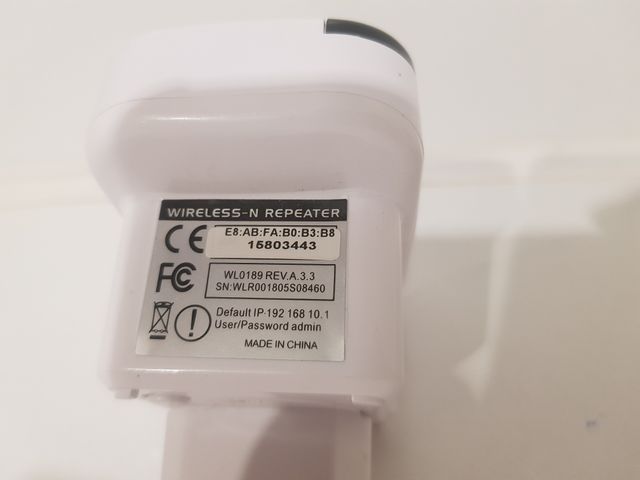 WIRELESS-N REPEATER
CE E8:AB:FA:B0:B3:B8
15803443
FC WL0189 REV.A.3.3
SN:WLR001805S08460
Default IP:192 168 10.1
User/Password admin
MADE IN CHINA